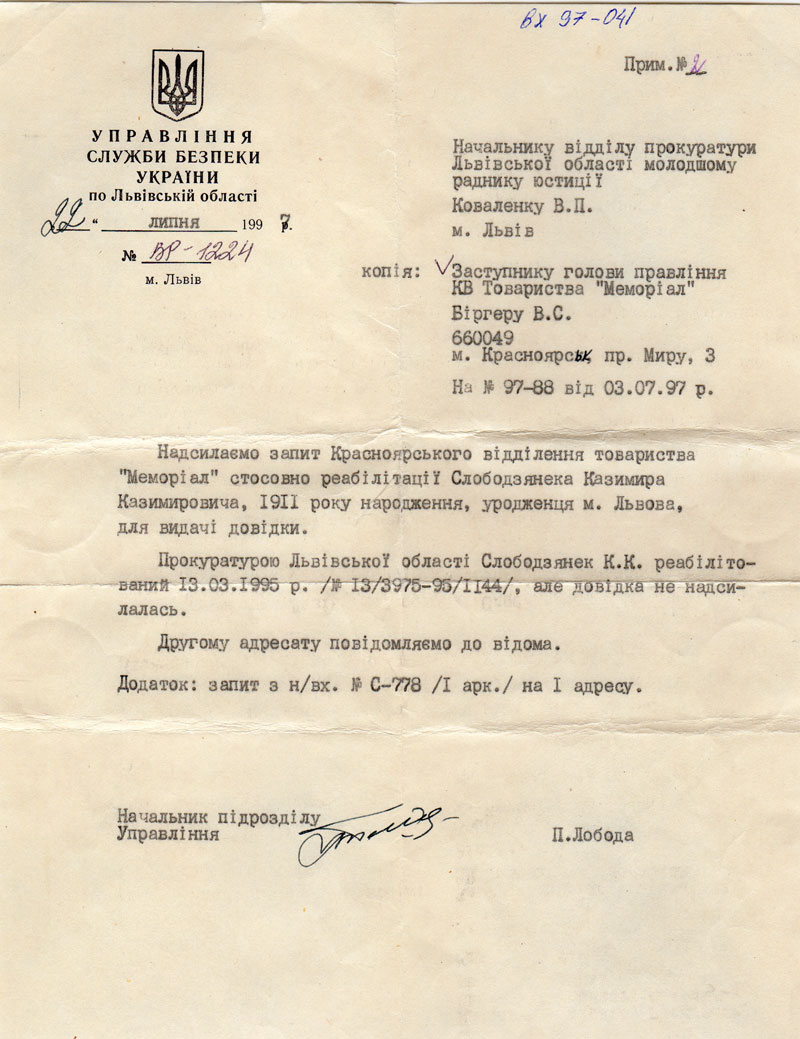 вх 97-041
Прим.№2
УПРАВЛІННЯ
СЛУЖБИ БЕЗПЕКИ
УКРАЇНИ
по Львівській області
22 " липня 1997 р.
№ ВР-1224
м. Львів
Начальнику відділу прокуратури
Львівської області молодшому
раднику юстиції
Коваленку В.П.
м. Львів
копія: √Заступнику голови правління
КВ Товариства "Меморіал"
Біргеру В.С.
660049
м. Красноярськ пр. Миру, 3
На № 97-88 від 03.07.97 р.
Надсилаємо запит Красноярського відділення товариства
"Меморіал" стосовно реабілітації Слободзянека Казимира
Казимировича, 1911 року народження, уродженця м. Львова,
для видачі довідки.
Прокуратурою Львівської області Слободзянек К.К. реабіліто-
ваний 13.03.1995 р. /№ 13/3975-95/1144/, але довідка не надси-
лалась.
Другому адресату повідомляємо до відома.
Додаток: запит з н/вх. № С-778 /І арк./ на І адресу.
Начальник підрозділу
Управління
П.Лобода